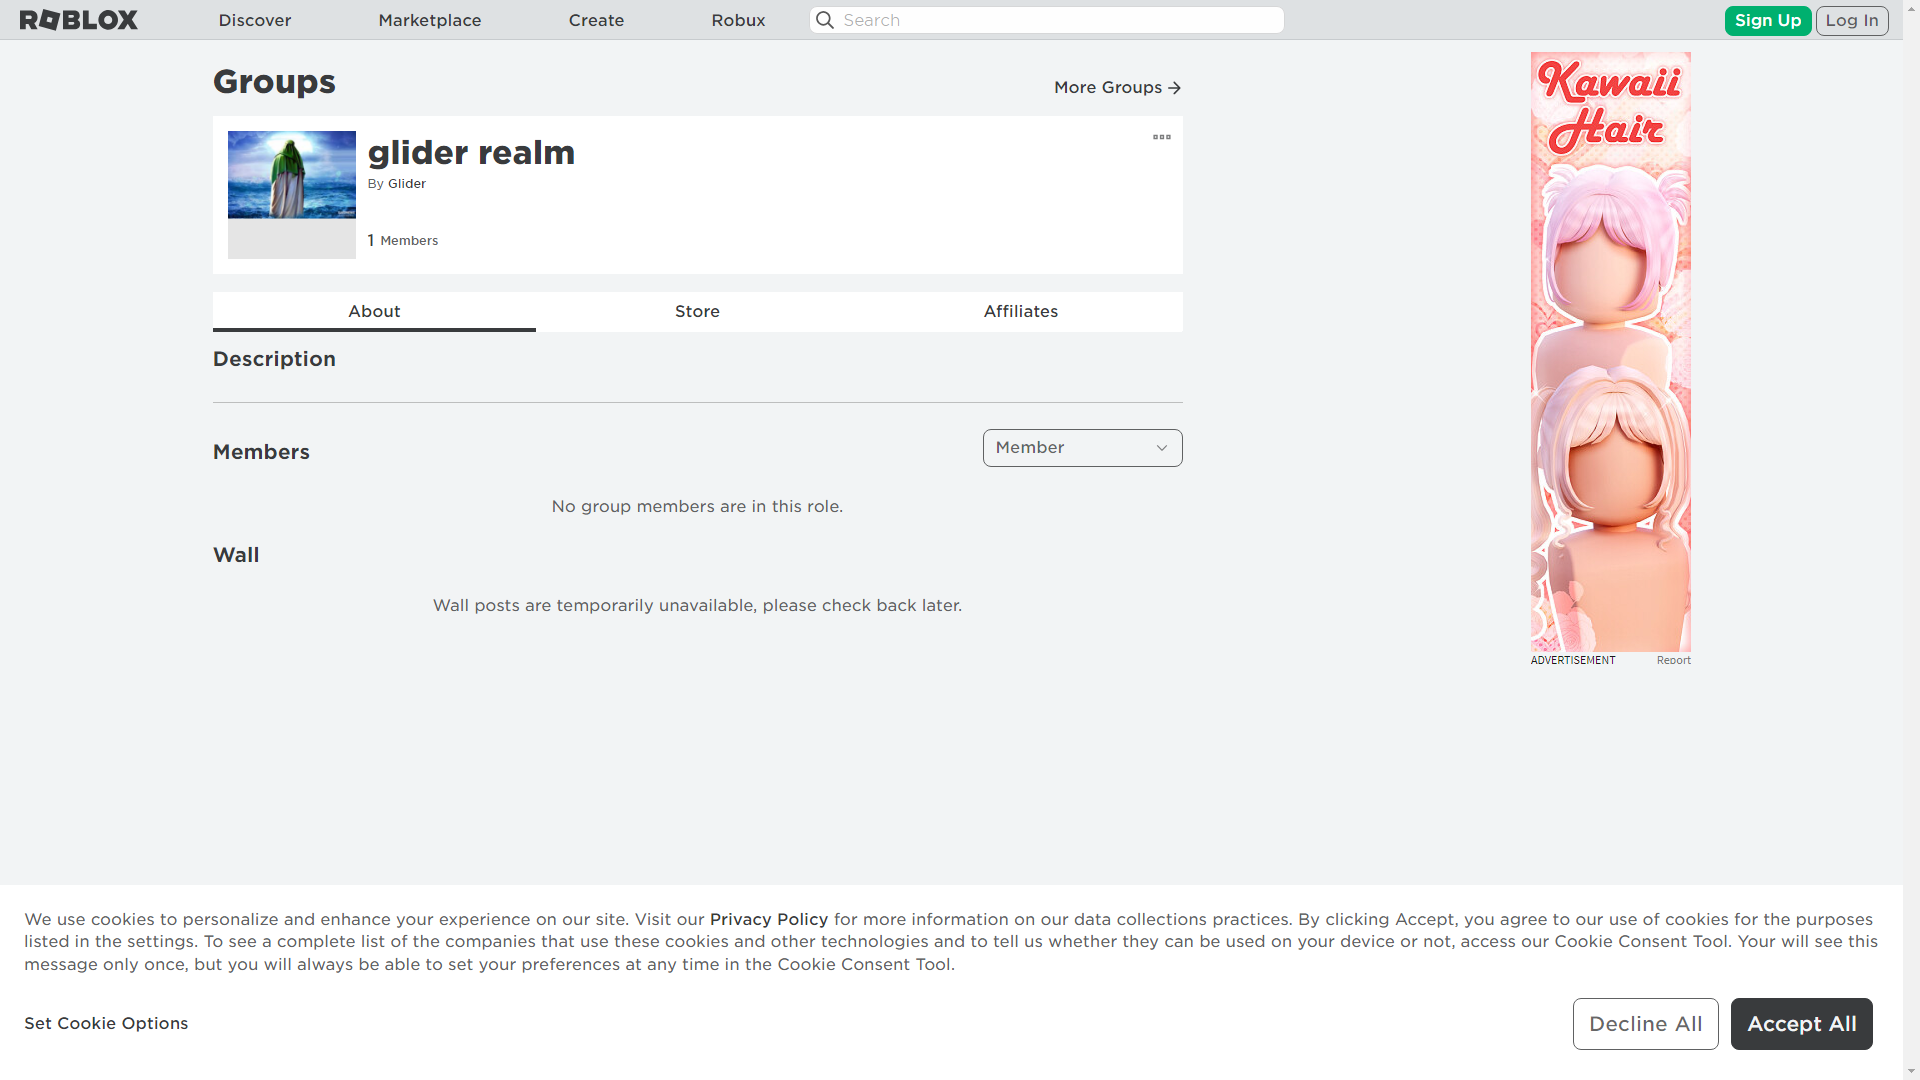 ROBLOX
Discover
Marketplace
Create
Robux
Search
Sign Up
Log In
Groups
More Groups
glider realm
By Glider
1 Members
About
Store
Affiliates
Description
Members
Member
No group members are in this role.
Wall
Wall posts are temporarily unavailable, please check back later.
Kawaii
Hair
ADVERTISEMENT
Report
We use cookies to personalize and enhance your experience on our site. Visit our Privacy Policy for more information on our data collections practices. By clicking Accept, you agree to our use of cookies for the purposes
listed in the settings. To see a complete list of the companies that use these cookies and other technologies and to tell us whether they can be used on your device or not, access our Cookie Consent Tool. Your will see this
message only once, but you will always be able to set your preferences at any time in the Cookie Consent Tool.
Set Cookie Options
Decline All
Accept All